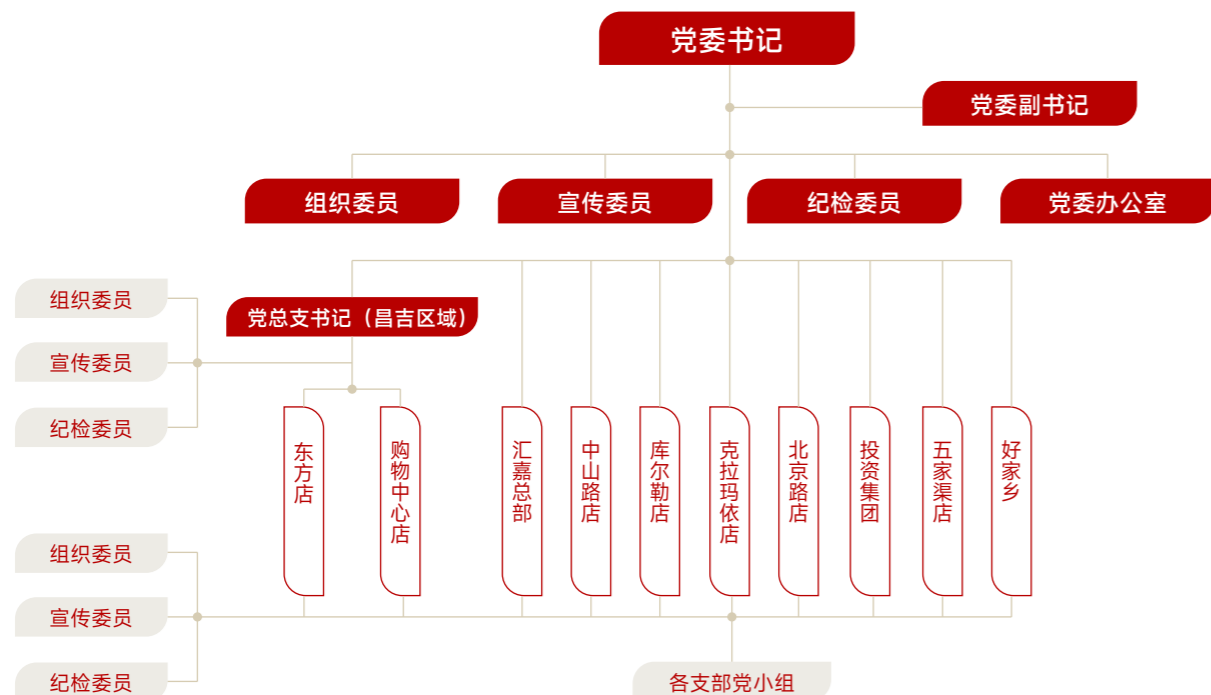 党委书记
党委副书记
组织委员
宣传委员
纪检委员
党委办公室
党总支书记（昌吉区域）
组织委员
宣传委员
纪检委员
东方店
购物中心店
汇嘉总部
中山路店
库尔勒店
克拉玛依店
北京路店
投资集团
五家渠店
好家乡
组织委员
宣传委员
纪检委员
各支部党小组